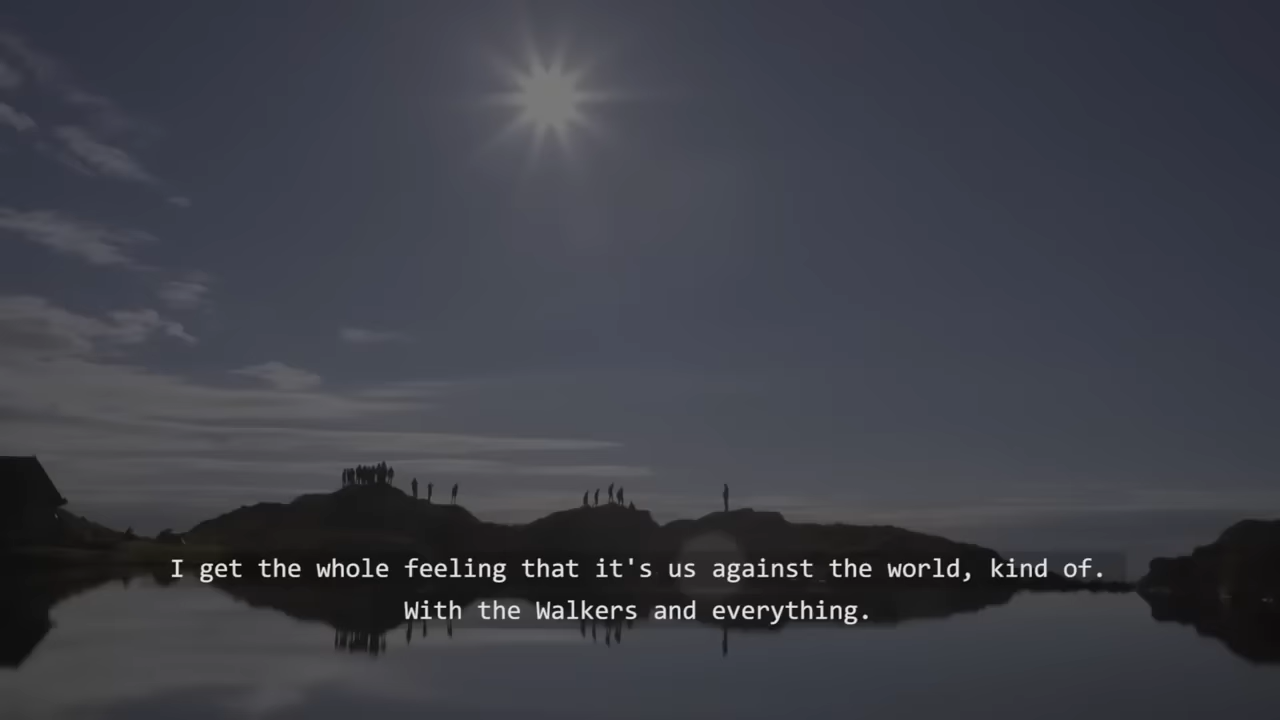 I get the whole feeling that it's us against the world, kind of.
With the Walkers and everything.